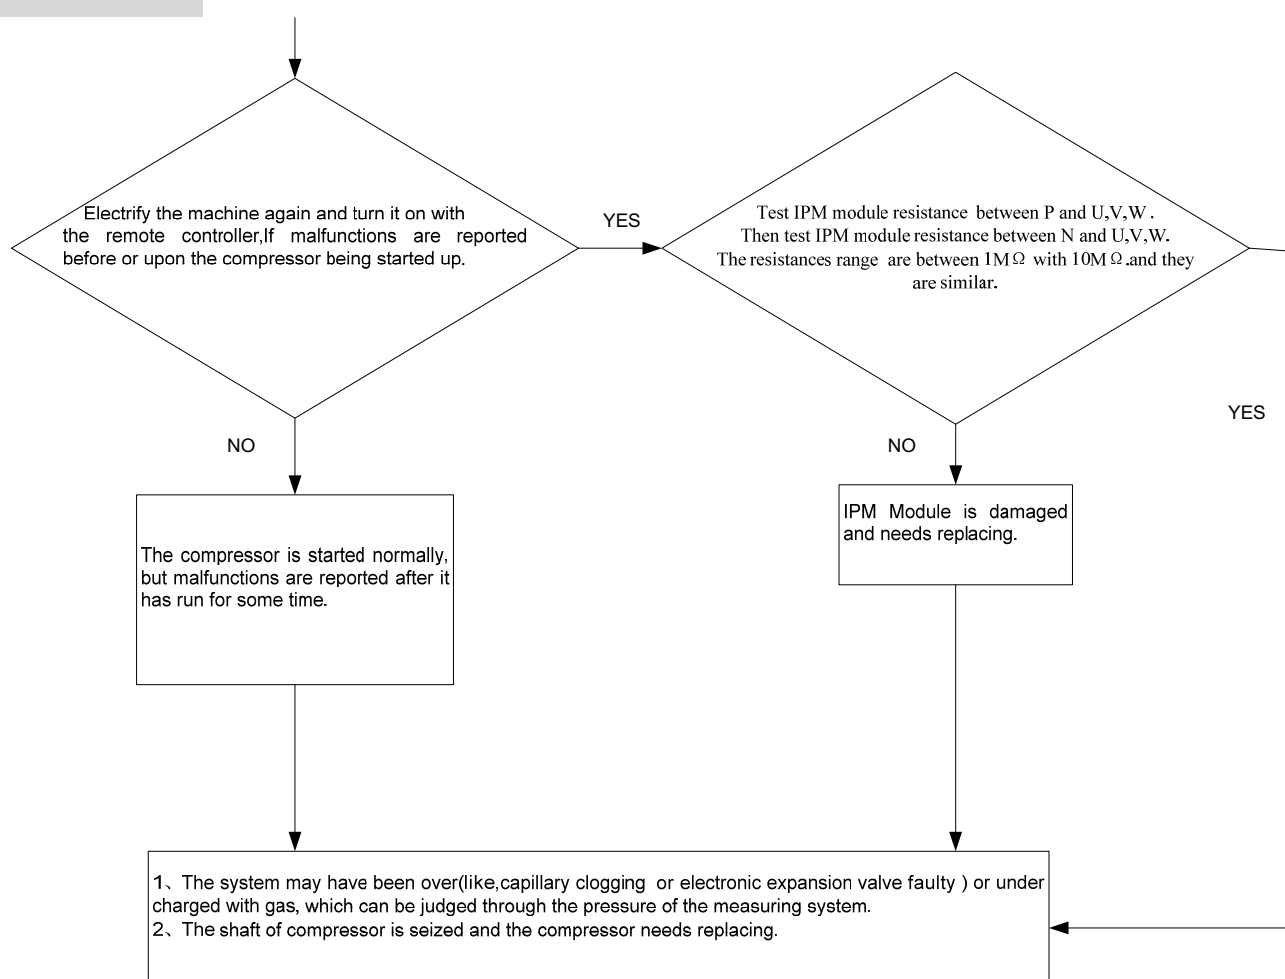 Electrify the machine again and turn it on with
the remote controller,If malfunctions are reported
before or upon the compressor being started up.
YES
Test IPM module resistance between P and U,V,W .
Then test IPM module resistance between N and U,V,W.
The resistances range are between 1MΩ with 10MΩ.and they
are similar.
YES
NO
NO
The compressor is started normally,
but malfunctions are reported after it
has run for some time.
IPM Module is damaged
and needs replacing.
1、The system may have been over(like,capillary clogging or electronic expansion valve faulty ) or under
charged with gas, which can be judged through the pressure of the measuring system.
2、The shaft of compressor is seized and the compressor needs replacing.